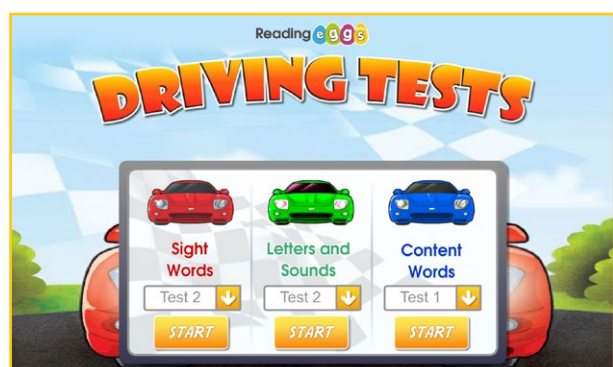 Reading eggs
DRIVING TESTS
Sight
Words
Test 2
START
Letters and
Sounds
Test 2
START
Content
Words
Test 1
START